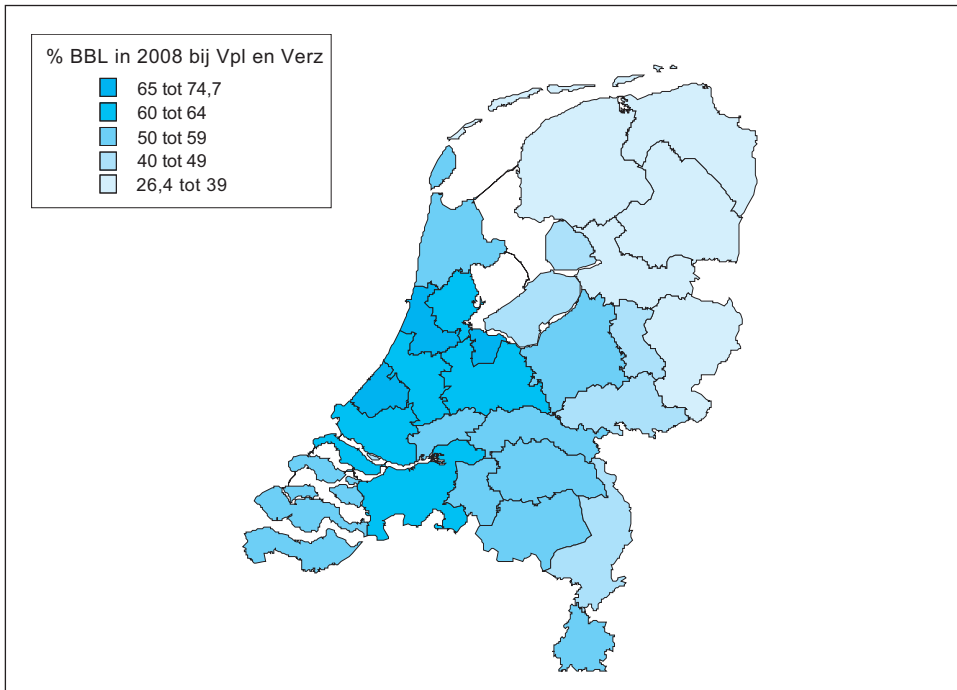 % BBL in 2008 bij Vpl en Verz
65 tot 74,7
60 tot 64
50 tot 59
40 tot 49
26,4 tot 39